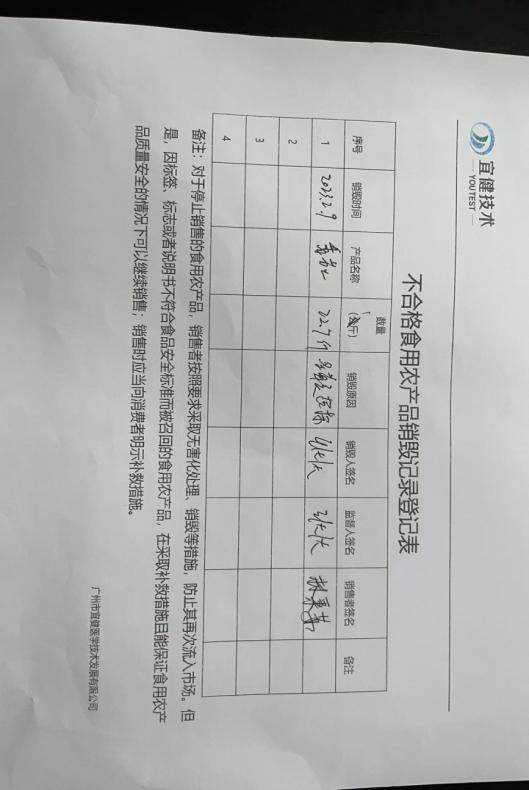 宜健技术
YOUTEST
不合格食用农产品销毁记录登记表
序号 销毁时间 产品名称 数量（公斤） 销毁原因 销毁人签名 监督人签名 销售者签名 备注
1 2023.2.9 22.7斤
2
3
4
备注：对于停止销售的食用农产品，销售者按照要求采取无害化处理、销毁等措施，防止其再次流入市场。但
是，因标签、标志或者说明书不符合食品安全标准而被召回的食用农产品，在采取补救措施且能保证食用农产
品质量安全的情况下可以继续销售；销售时应当向消费者明示补救措施。
广州市宜健医学技术发展有限公司